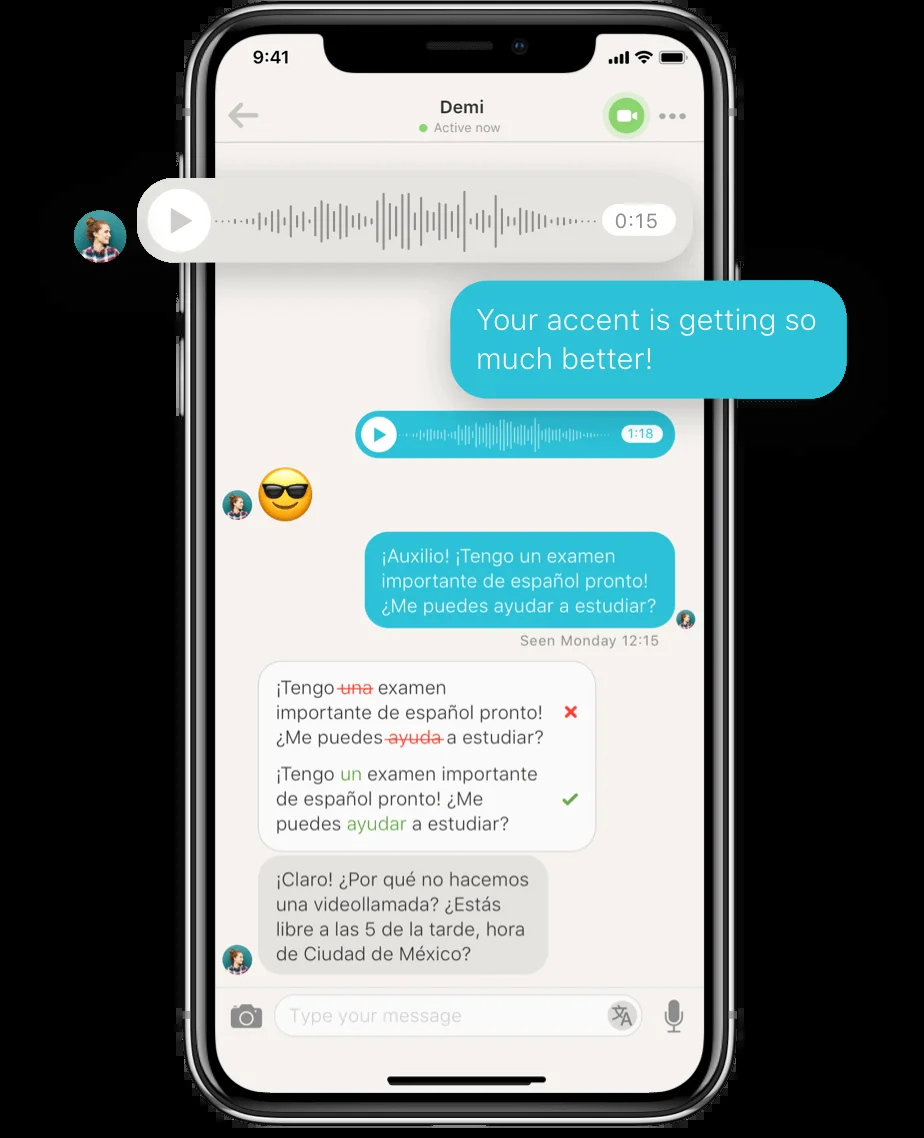 9:41
Demi
Active now
0:15
Your accent is getting so
much better!
1:18
¡Auxilio! ¡Tengo un examen
importante de español pronto!
¿Me puedes ayudar a estudiar?
Seen Monday 12:15
¡Tengo una examen
importante de español pronto!
¿Me puedes ayuda a estudiar?
¡Tengo un examen importante
de español pronto! ¿Me
puedes ayudar a estudiar?
¡Claro! ¿Por qué no hacemos
una videollamada? ¿Estás
libre a las 5 de la tarde, hora
de Ciudad de México?
Type your message